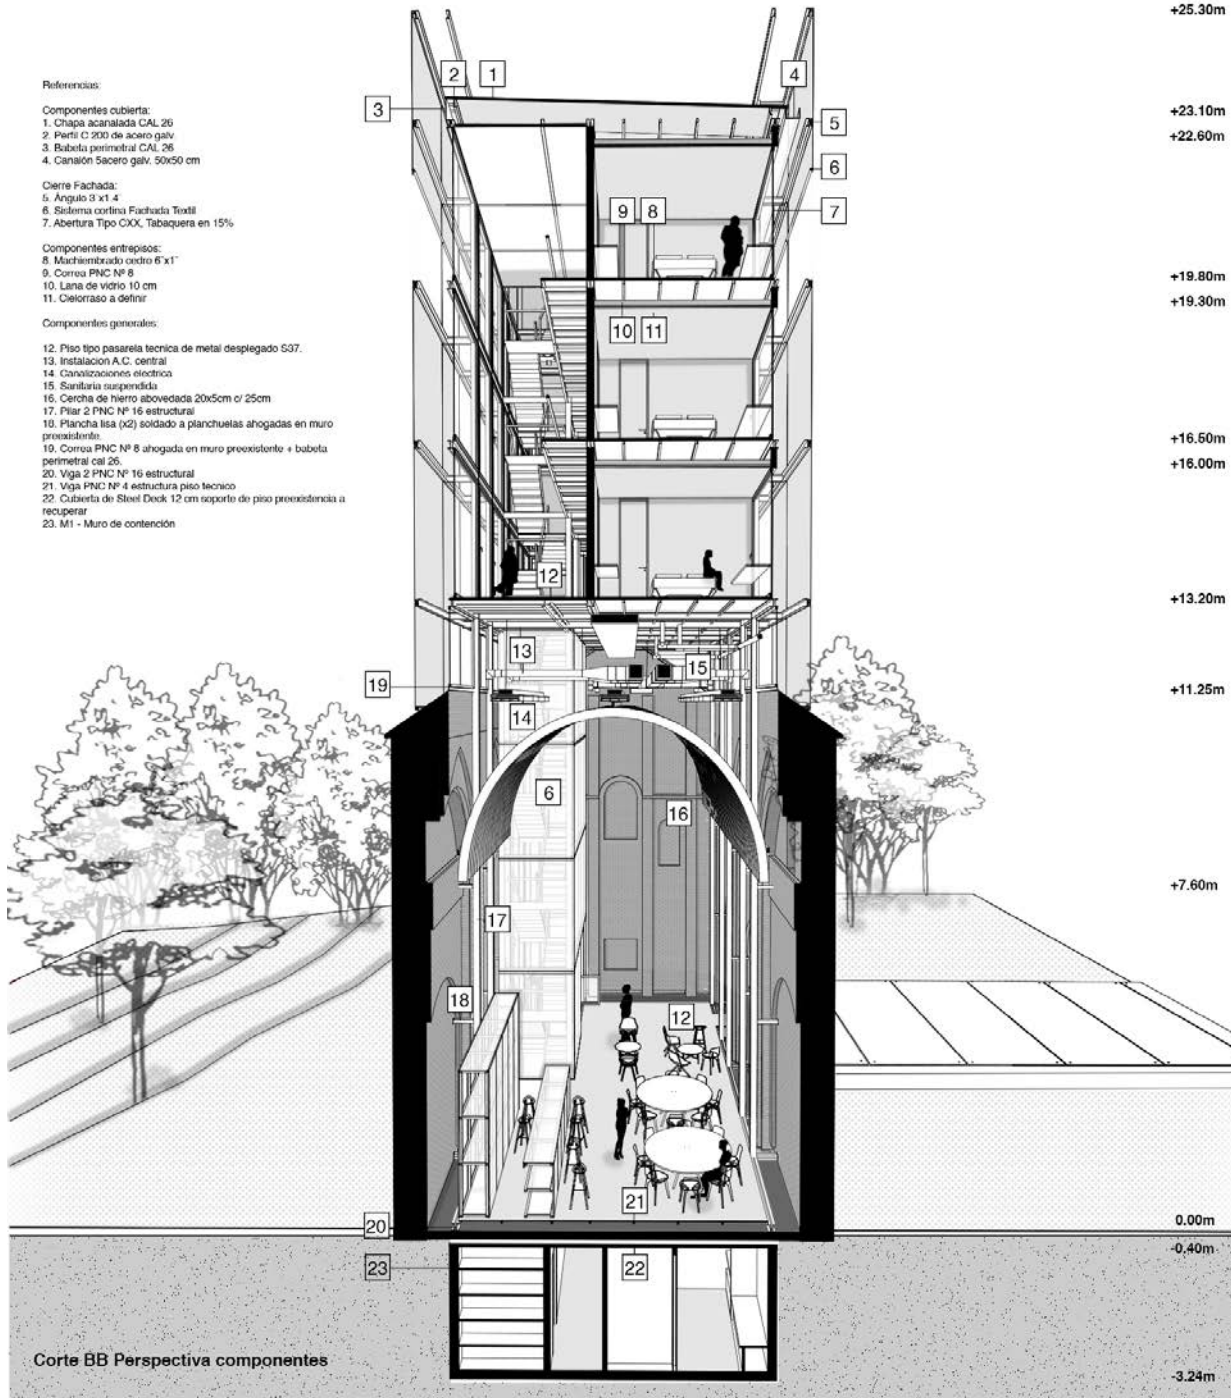 Referencias:
Componentes cubierta:
1. Chapa acanalada CAL 26
2. Perfil C 200 de acero galv.
3. Babeta perimetral CAL 26
4. Canalón 5acero galv. 50x50 cm
Cierre Fachada:
5. Ángulo 3¨x1.4¨
6. Sistema cortina Fachada Textil
7. Abertura Tipo CXX, Tabaquera en 15%
Componentes entrepisos:
8. Machiembrado cedro 6¨x1¨
9. Correa PNC Nº 8
10. Lana de vidrio 10 cm
11. Cielorraso a definir
Componentes generales:
12. Piso tipo pasarela tecnica de metal desplegado S37.
13. Instalacion A.C. central
14. Canalizaciones electrica
15. Sanitaria suspendida
16. Cercha de hierro abovedada 20x5cm c/ 25cm
17. Pilar 2 PNC Nº 16 estructural
18. Plancha lisa (x2) soldado a planchuelas ahogadas en muro
preexistente.
19. Correa PNC Nº 8 ahogada en muro preexistente + babeta
perimetral cal 26.
20. Viga 2 PNC Nº 16 estructural
21. Viga PNC Nº 4 estructura piso tecnico
22. Cubierta de Steel Deck 12 cm soporte de piso preexistencia a
recuperar
23. M1 - Muro de contención
+25.30m
2
1
4
3
+23.10m
5
+22.60m
6
9
8
7
+19.80m
+19.30m
10
11
+16.50m
+16.00m
12
+13.20m
13
15
19
+11.25m
14
6
16
+7.60m
17
18
12
21
20
0.00m
-0.40m
23
22
Corte BB Perspectiva componentes
-3.24m